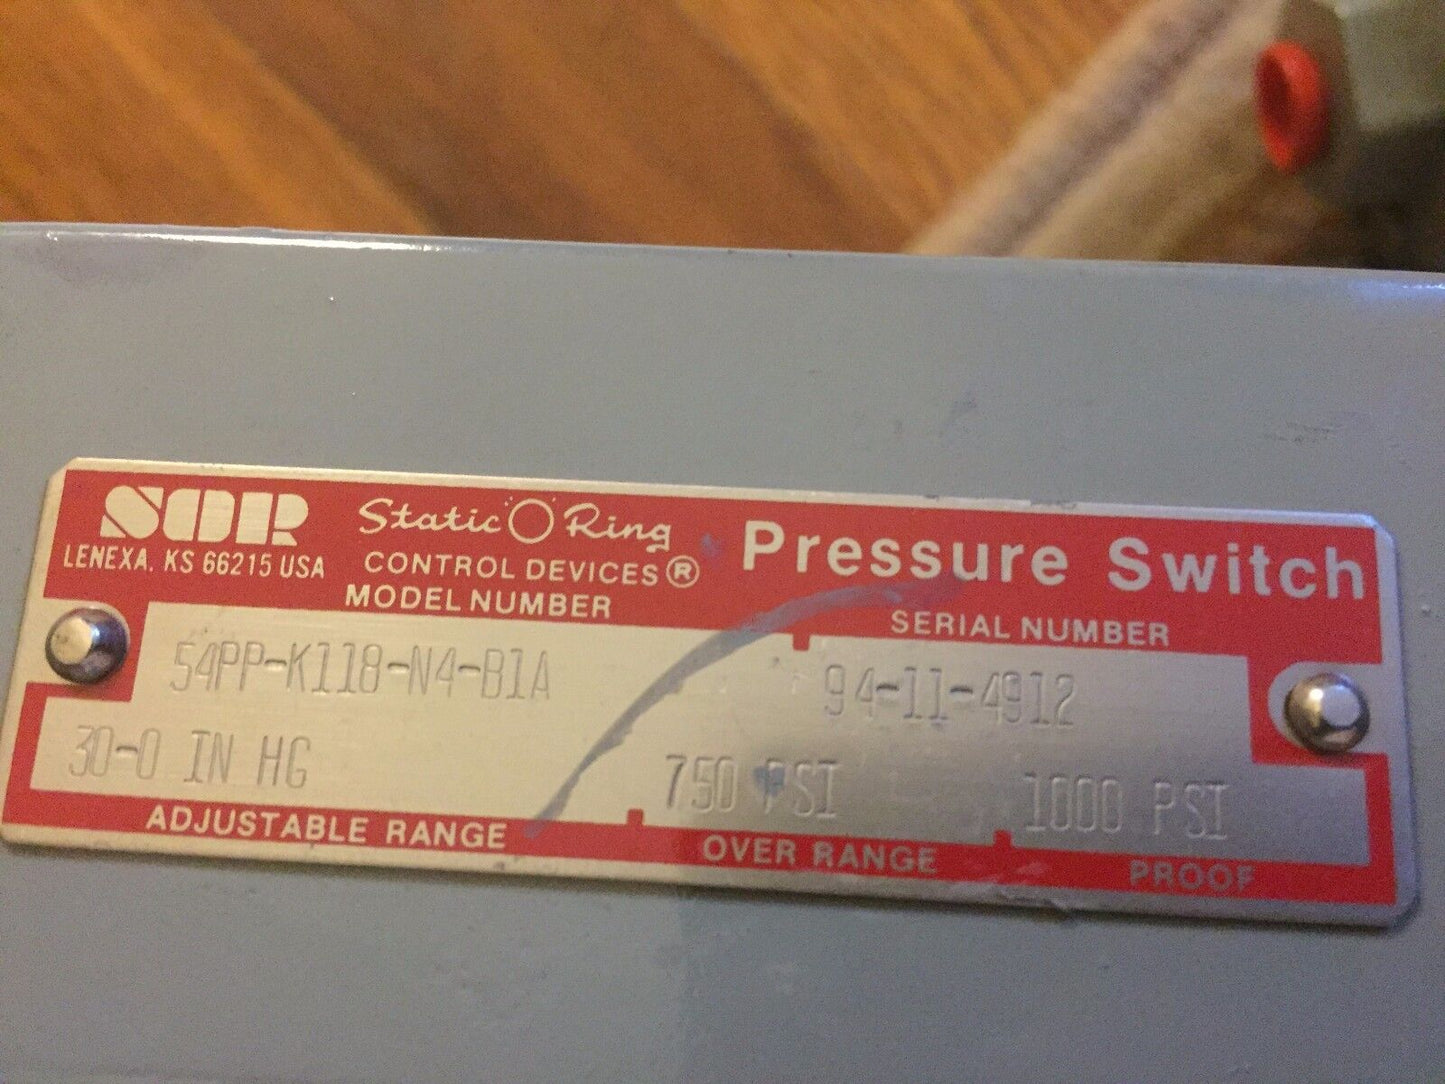 SOR Static O Ring Pressure Switch
LENEXA, KS 66215 USA CONTROL DEVICES®
MODEL NUMBER SERIAL NUMBER
54PP-K118-N4-B1A 94-11-4912
30-0 IN HG 750 PSI 1000 PSI
ADJUSTABLE RANGE OVER RANGE PROOF